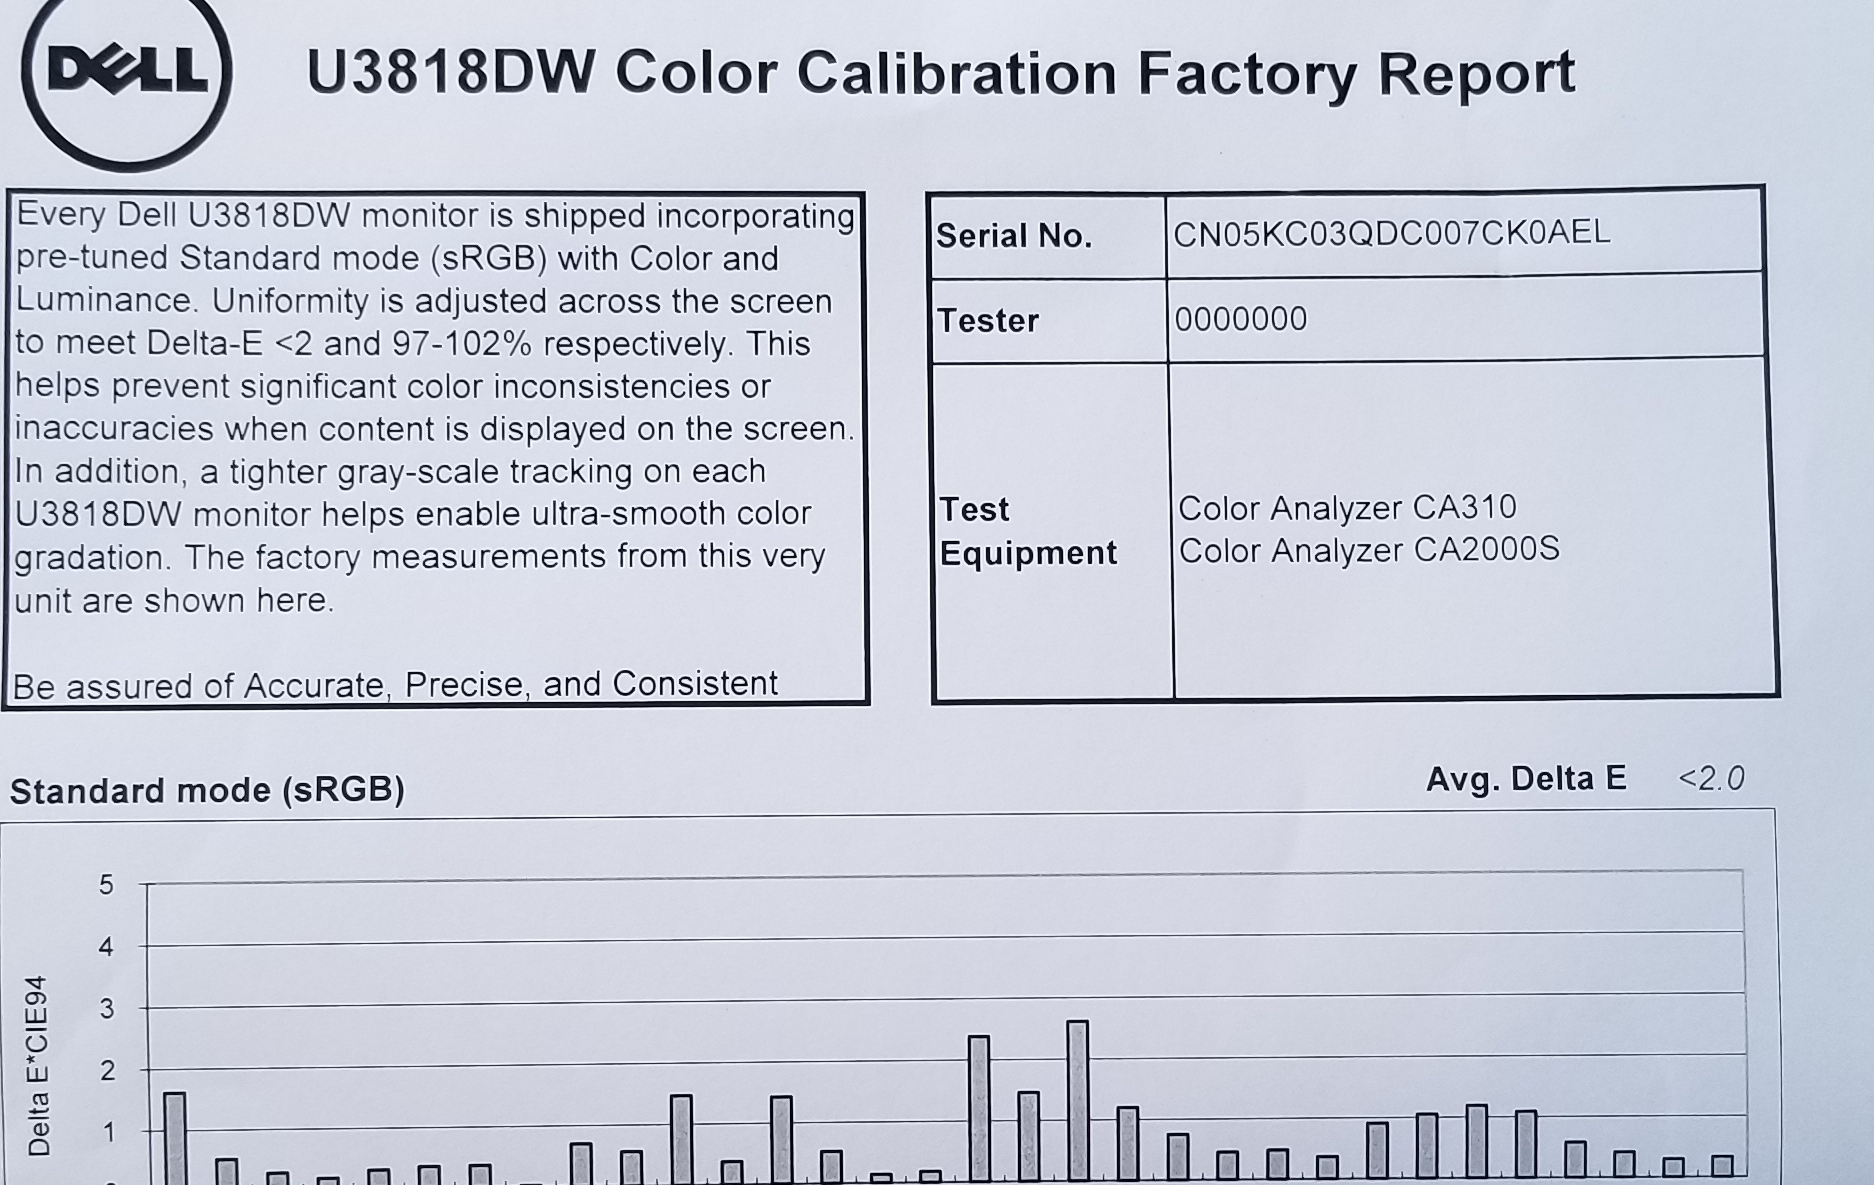 DELL
U3818DW Color Calibration Factory Report
Every Dell U3818DW monitor is shipped incorporating
pre-tuned Standard mode (sRGB) with Color and
Luminance. Uniformity is adjusted across the screen
to meet Delta-E <2 and 97-102% respectively. This
helps prevent significant color inconsistencies or
inaccuracies when content is displayed on the screen.
In addition, a tighter gray-scale tracking on each
U3818DW monitor helps enable ultra-smooth color
gradation. The factory measurements from this very
unit are shown here.
Be assured of Accurate, Precise, and Consistent
Serial No. CN05KC03QDC007CK0AEL
Tester 0000000
Test
Equipment
Color Analyzer CA310
Color Analyzer CA2000S
Standard mode (sRGB)
Avg. Delta E <2.0
5
4
3
2
1
Delta E*CIE94